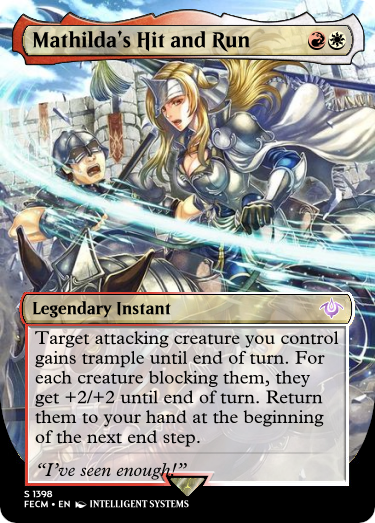 Mathilda's Hit and Run
Legendary Instant
Target attacking creature you control
gains trample until end of turn. For
each creature blocking them, they
get +2/+2 until end of turn. Return
them to your hand at the beginning
of the next end step.
“I've seen enough!”
S 1398
FECM • EN INTELLIGENT SYSTEMS